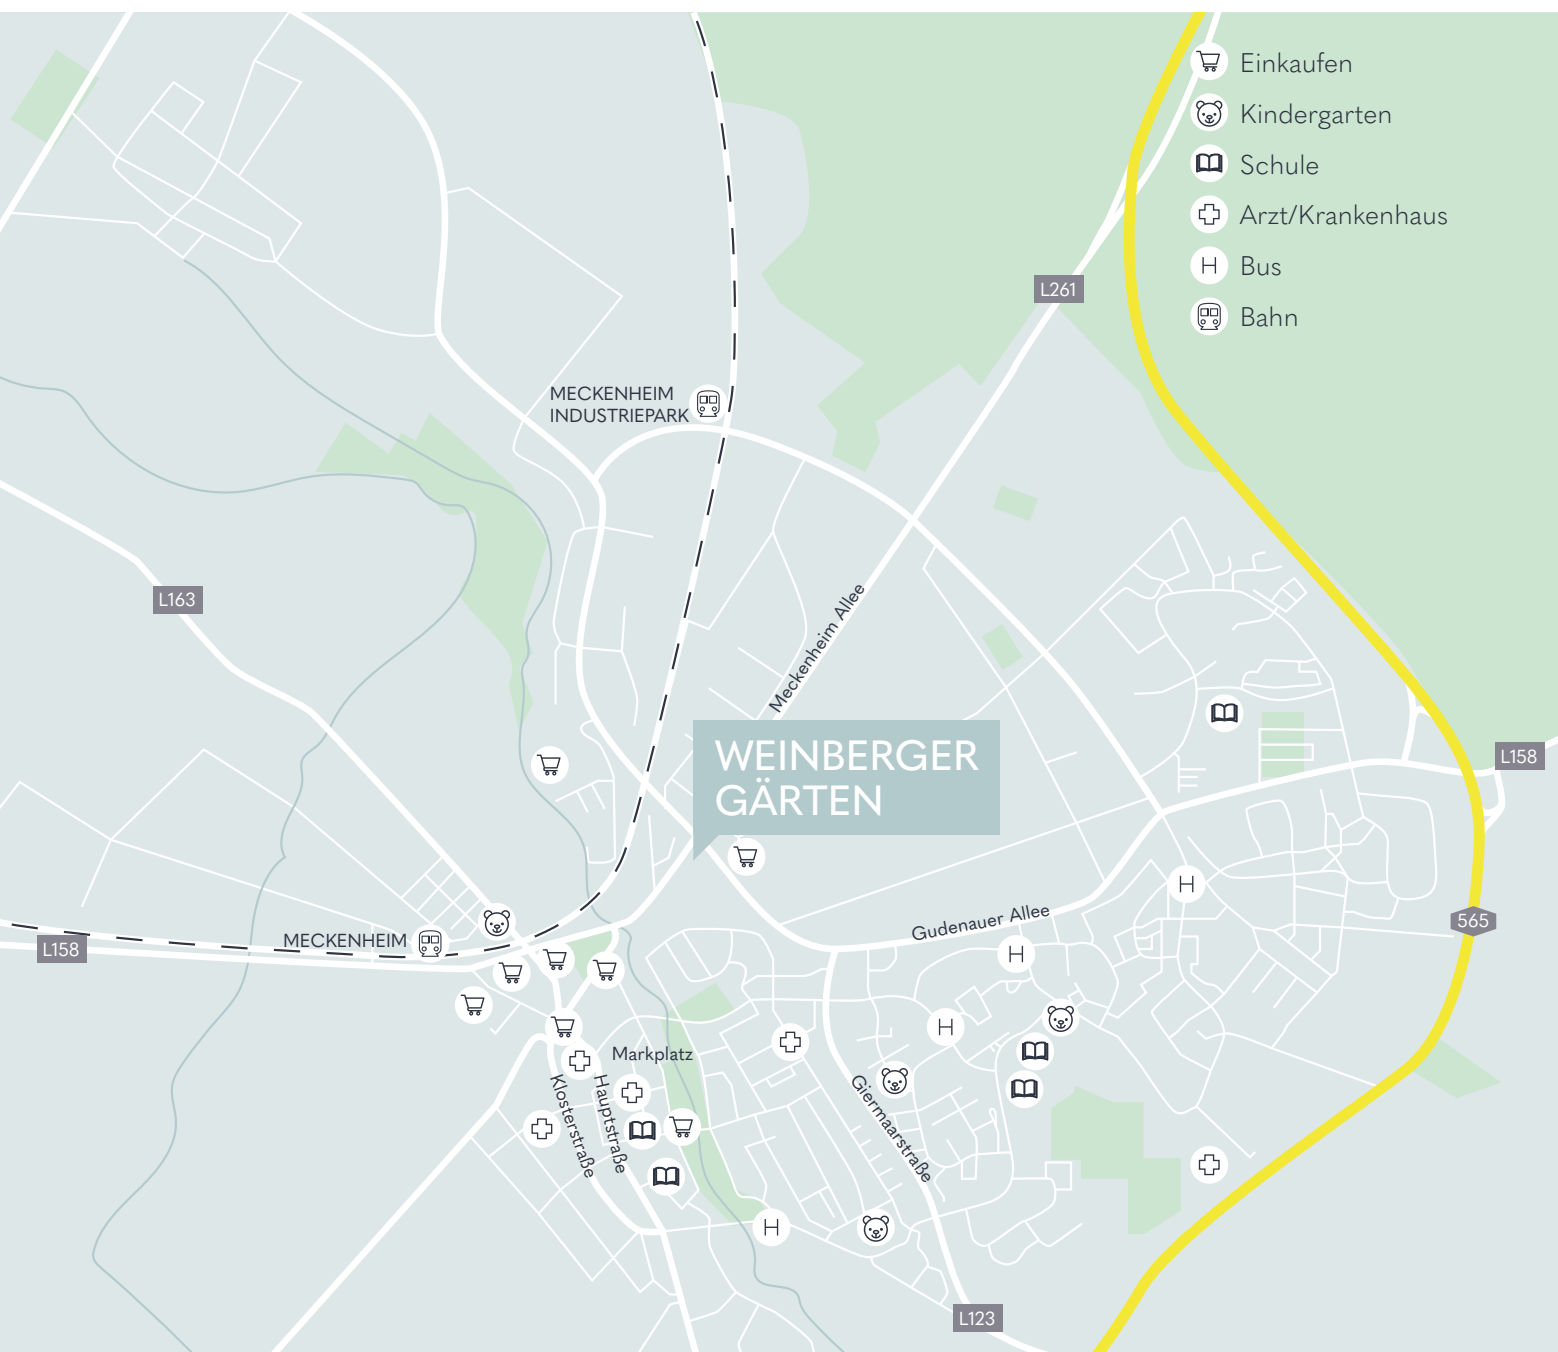 Einkaufen
Kindergarten
Schule
Arzt/Krankenhaus
H Bus
Bahn
L261
MECKENHEIM
INDUSTRIEPARK
L163
Meckenheim Allee
WEINBERGER
GÄRTEN
L158
H
Gudenauer Allee
565
MECKENHEIM
L158
H
H
Markplatz
Klosterstraße
Hauptstraße
Giermaarstraße
H
L123